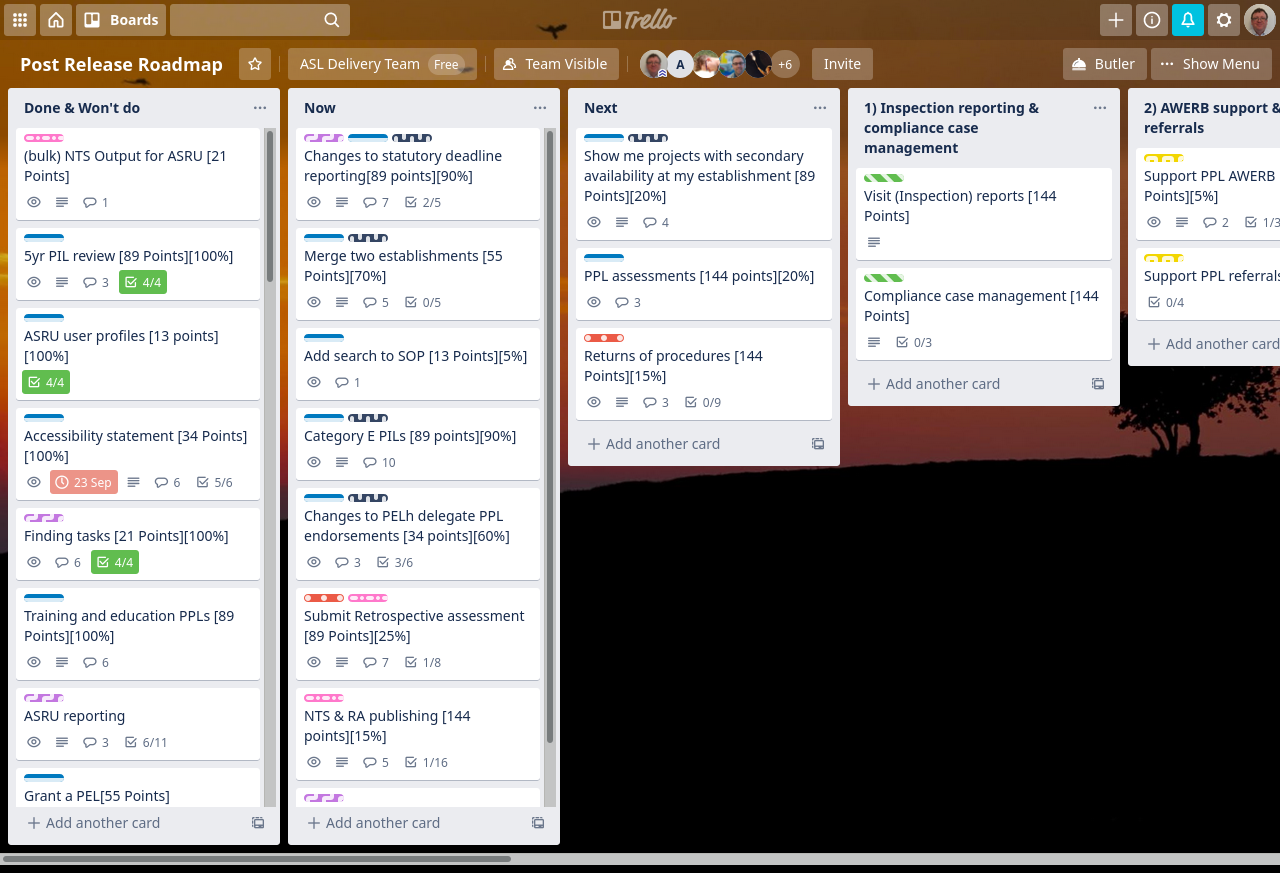 Boards
Trello
Post Release Roadmap
ASL Delivery Team Free
Team Visible
A
+6
Invite
Butler
Show Menu
Done & Won't do
(bulk) NTS Output for ASRU [21
Points]
1
5yr PIL review [89 Points][100%]
3 4/4
ASRU user profiles [13 points]
[100%]
4/4
Accessibility statement [34 Points]
[100%]
23 Sep 6 5/6
Finding tasks [21 Points][100%]
6 4/4
Training and education PPLs [89
Points][100%]
6
ASRU reporting
3 6/11
Grant a PEL[55 Points]
Add another card
Now
Changes to statutory deadline
reporting[89 points][90%]
7 2/5
Merge two establishments [55
Points][70%]
5 0/5
Add search to SOP [13 Points][5%]
1
Category E PILs [89 points][90%]
10
Changes to PELh delegate PPL
endorsements [34 points][60%]
3 3/6
Submit Retrospective assessment
[89 Points][25%]
7 1/8
NTS & RA publishing [144
points][15%]
5 1/16
Add another card
Next
Show me projects with secondary
availability at my establishment [89
Points][20%]
4
PPL assessments [144 points][20%]
3
Returns of procedures [144
Points][15%]
3 0/9
Add another card
1) Inspection reporting &
compliance case
management
Visit (Inspection) reports [144
Points]
Compliance case management [144
Points]
0/3
Add another card
2) AWERB support &
referrals
Support PPL AWERB
Points][5%]
2 1/3
Support PPL referrals
0/4
Add another card